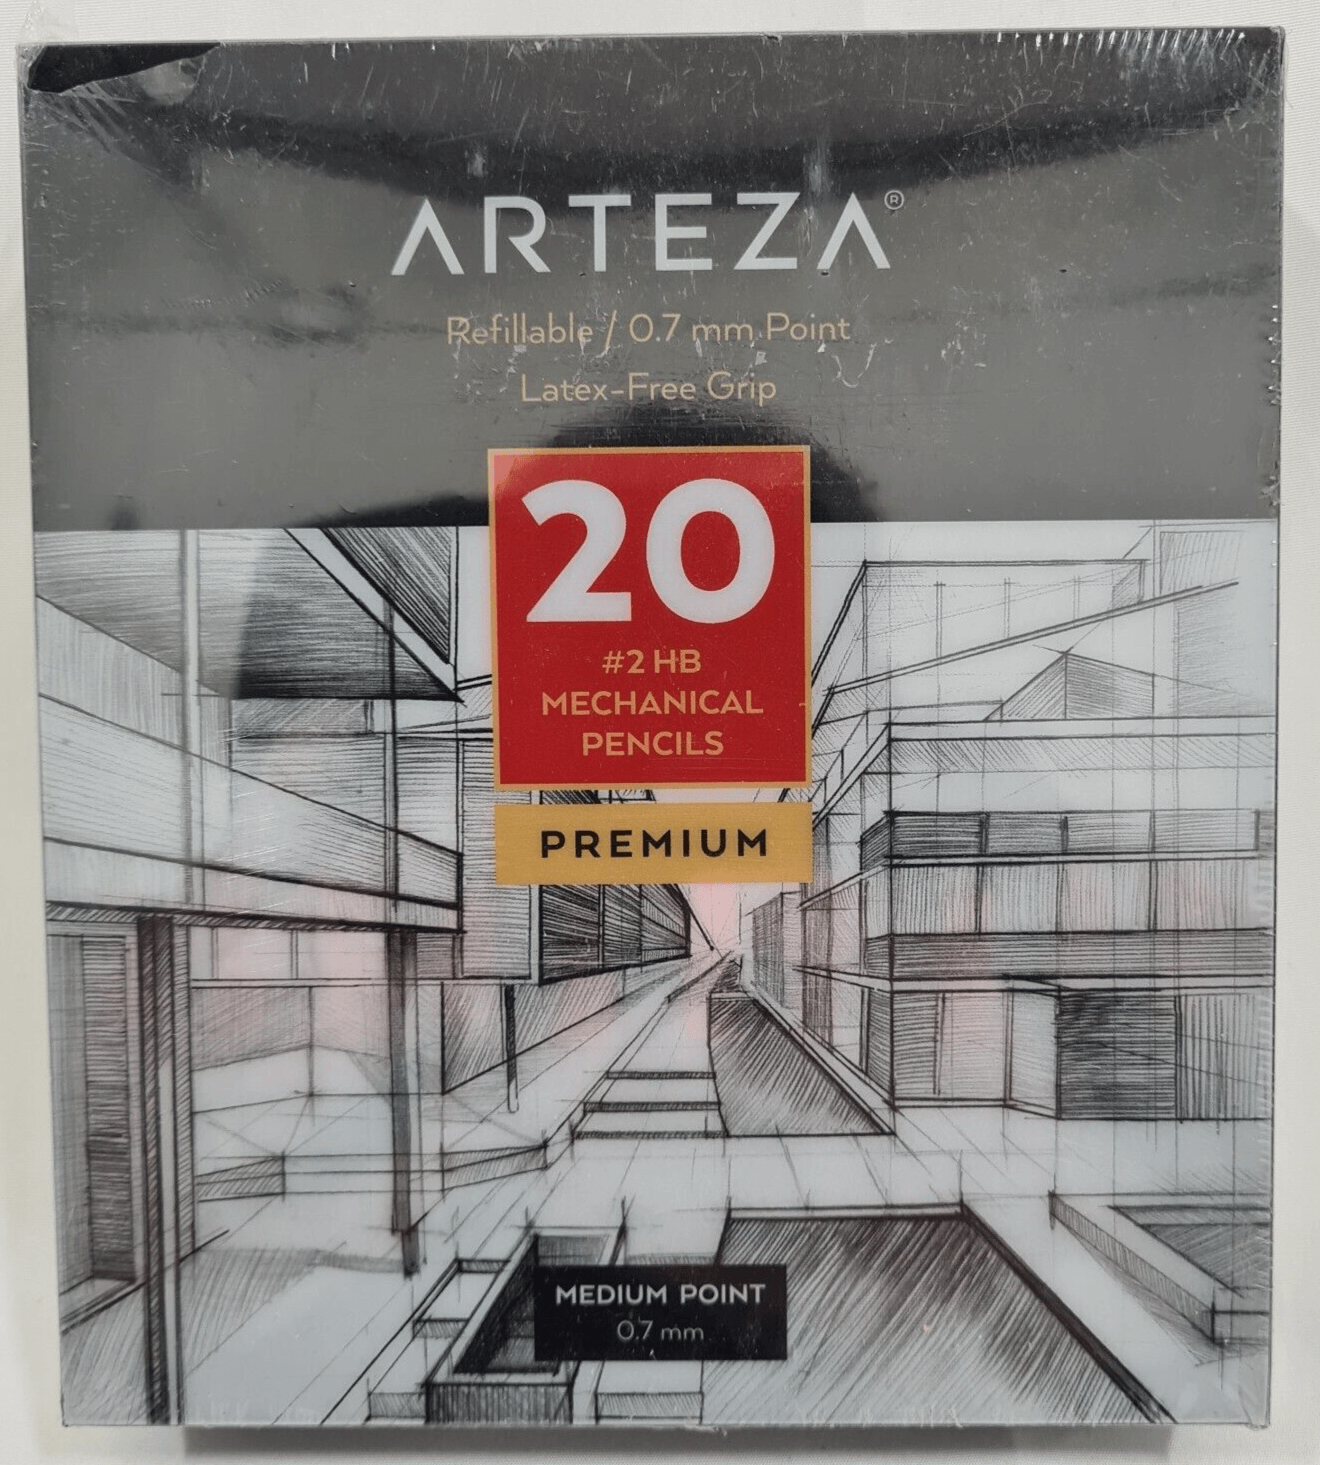 ARTEZA®
Refillable / 0.7 mm Point
Latex-Free Grip
20
#2 HB
MECHANICAL
PENCILS
PREMIUM
MEDIUM POINT
0.7 mm